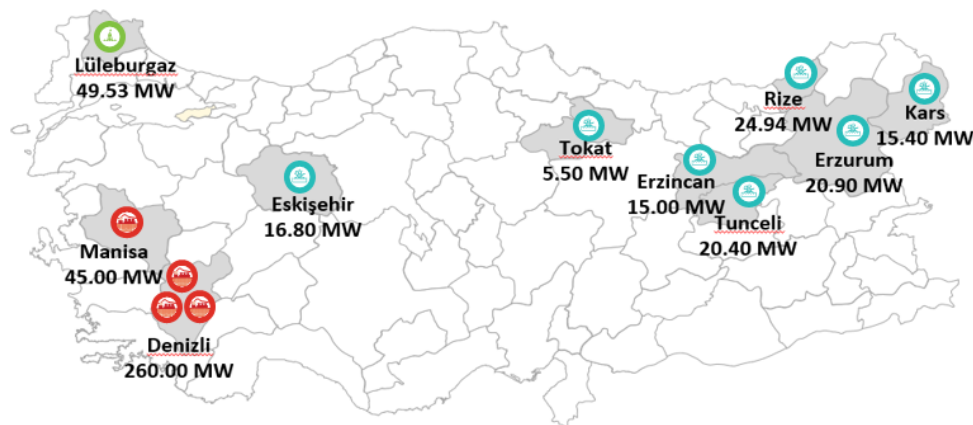 Lüleburgaz
49.53 MW
Rize
24.94 MW
Kars
15.40 MW
Tokat
5.50 MW
Erzurum
20.90 MW
Erzincan
15.00 MW
Tunceli
20.40 MW
Eskişehir
16.80 MW
Manisa
45.00 MW
Denizli
260.00 MW